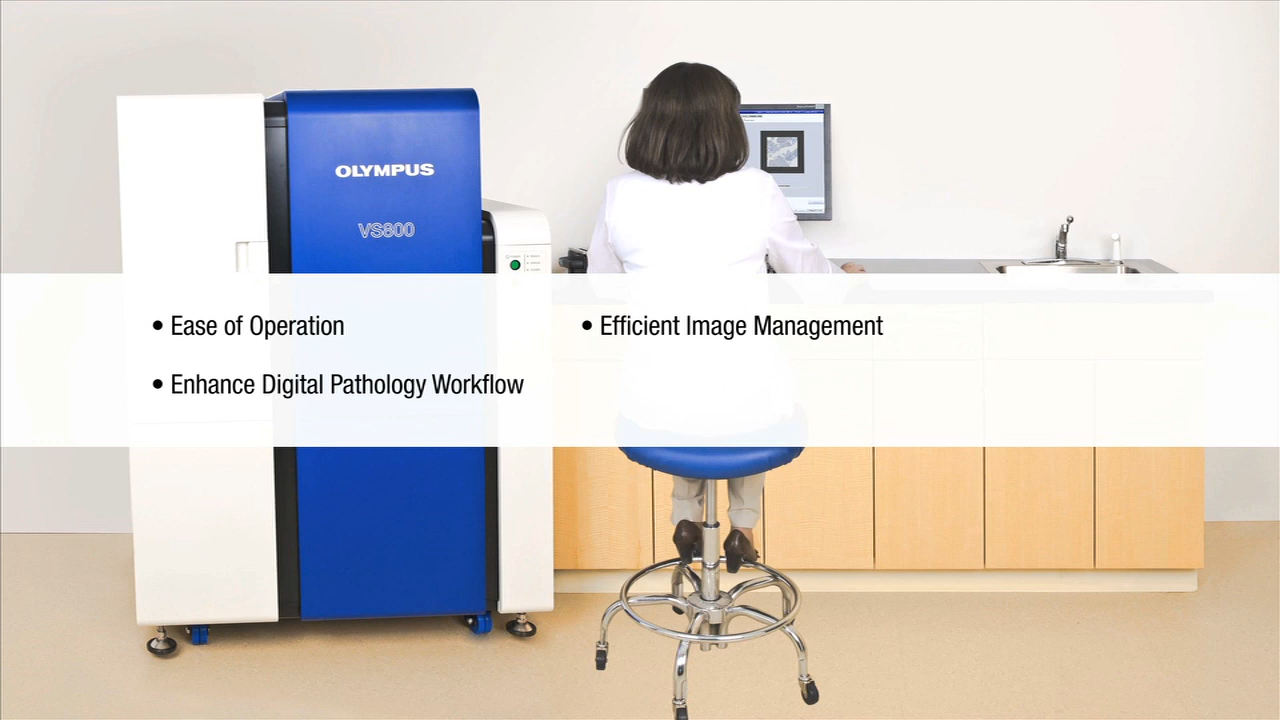 OLYMPUS
VS800
• Ease of Operation
• Efficient Image Management
• Enhance Digital Pathology Workflow